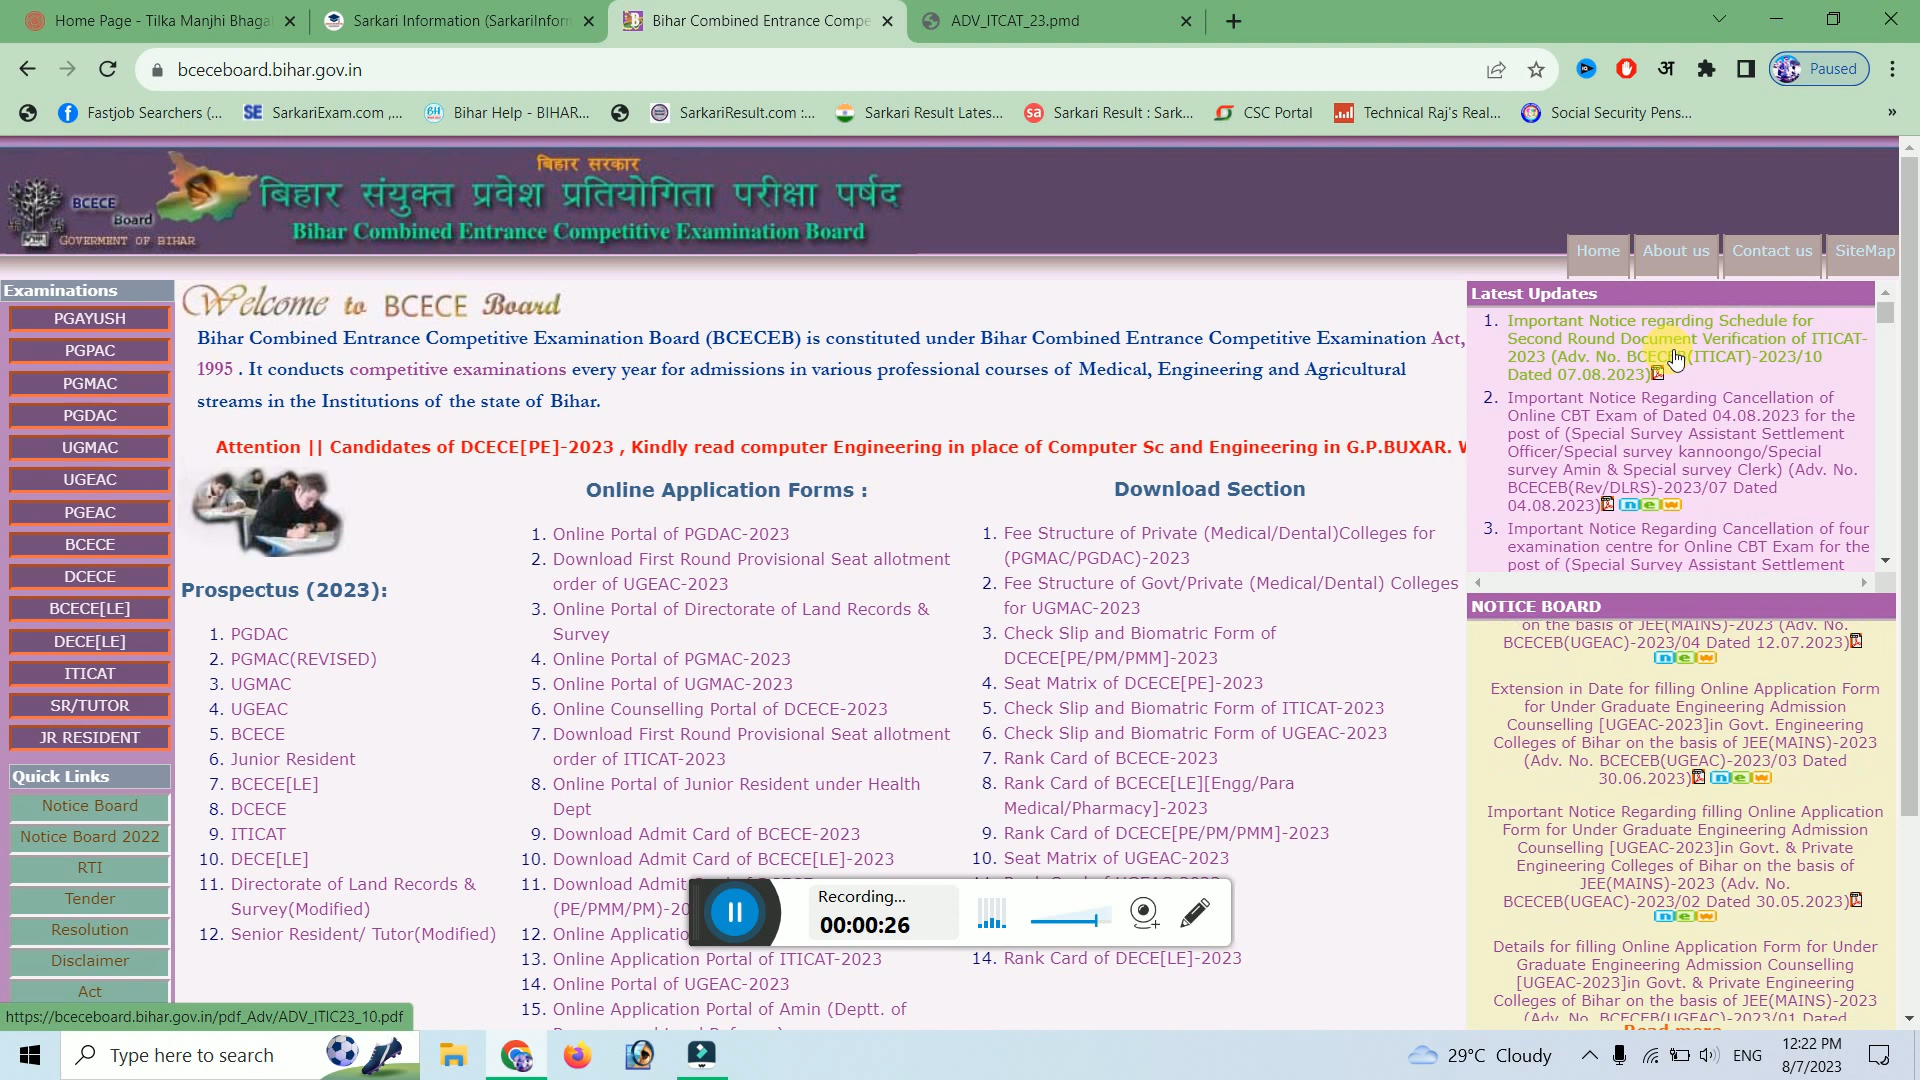 Home Page - Tilka Manjhi Bhaga
Sarkari Information (SarkariInforn
Bihar Combined Entrance Compe
ADV_ITCAT_23.pmd
bceceboard.bihar.gov.in
Paused
Fastjob Searchers (...
SarkariExam.com ,...
Bihar Help - BIHAR...
SarkariResult.com :...
Sarkari Result Lates...
Sarkari Result : Sark...
CSC Portal
Technical Raj's Real...
Social Security Pens...
»
बिहार सरकार
बिहार संयुक्त प्रवेश प्रतियोगिता परीक्षा पर्षद
BCECE
Board
GOVERMENT OF BIHAR
Bihar Combined Entrance Competitive Examination Board
Home
About us
Contact us
SiteMap
Examinations
PGAYUSH
PGPAC
PGMAC
PGDAC
UGMAC
UGEAC
PGEAC
BCECE
DCECE
BCECE[LE]
DECE[LE]
ITICAT
SR/TUTOR
JR RESIDENT
Quick Links
Notice Board
Notice Board 2022
RTI
Tender
Resolution
Disclaimer
Act
Welcome to BCECE Board
Bihar Combined Entrance Competitive Examination Board (BCECEB) is constituted under Bihar Combined Entrance Competitive Examination Act,
1995 . It conducts competitive examinations every year for admissions in various professional courses of Medical, Engineering and Agricultural
streams in the Institutions of the state of Bihar.
Attention || Candidates of DCECE[PE]-2023 , Kindly read computer Engineering in place of Computer Sc and Engineering in G.P.BUXAR. W
Prospectus (2023):
1. PGDAC
2. PGMAC(REVISED)
3. UGMAC
4. UGEAC
5. BCECE
6. Junior Resident
7. BCECE[LE]
8. DCECE
9. ITICAT
10. DECE[LE]
11. Directorate of Land Records &
Survey(Modified)
12. Senior Resident/ Tutor(Modified)
Online Application Forms :
1. Online Portal of PGDAC-2023
2. Download First Round Provisional Seat allotment
order of UGEAC-2023
3. Online Portal of Directorate of Land Records &
Survey
4. Online Portal of PGMAC-2023
5. Online Portal of UGMAC-2023
6. Online Counselling Portal of DCECE-2023
7. Download First Round Provisional Seat allotment
order of ITICAT-2023
8. Online Portal of Junior Resident under Health
Dept
9. Download Admit Card of BCECE-2023
10. Download Admit Card of BCECE[LE]-2023
11. Download Admit
(PE/PMM/PM)-20
12. Online Applicatio
13. Online Application Portal of ITICAT-2023
14. Online Portal of UGEAC-2023
15. Online Application Portal of Amin (Deptt. of
Download Section
1. Fee Structure of Private (Medical/Dental)Colleges for
(PGMAC/PGDAC)-2023
2. Fee Structure of Govt/Private (Medical/Dental) Colleges
for UGMAC-2023
3. Check Slip and Biomatric Form of
DCECE[PE/PM/PMM]-2023
4. Seat Matrix of DCECE[PE]-2023
5. Check Slip and Biomatric Form of ITICAT-2023
6. Check Slip and Biomatric Form of UGEAC-2023
7. Rank Card of BCECE-2023
8. Rank Card of BCECE[LE][Engg/Para
Medical/Pharmacy]-2023
9. Rank Card of DCECE[PE/PM/PMM]-2023
10. Seat Matrix of UGEAC-2023
14. Rank Card of DECE[LE]-2023
Latest Updates
1. Important Notice regarding Schedule for
Second Round Document Verification of ITICAT-
2023 (Adv. No. BCECEB(ITICAT)-2023/10
Dated 07.08.2023)
2. Important Notice Regarding Cancellation of
Online CBT Exam of Dated 04.08.2023 for the
post of (Special Survey Assistant Settlement
Officer/Special survey kannoongo/Special
survey Amin & Special survey Clerk) (Adv. No.
BCECEB(Rev/DLRS)-2023/07 Dated
04.08.2023) new
3. Important Notice Regarding Cancellation of four
examination centre for Online CBT Exam for the
post of (Special Survey Assistant Settlement
NOTICE BOARD
on the basis of JEE(MAINS)-2023 (Adv. No.
BCECEB(UGEAC)-2023/04 Dated 12.07.2023)
new
Extension in Date for filling Online Application Form
for Under Graduate Engineering Admission
Counselling [UGEAC-2023]in Govt. Engineering
Colleges of Bihar on the basis of JEE(MAINS)-2023
(Adv. No. BCECEB(UGEAC)-2023/03 Dated
30.06.2023) new
Important Notice Regarding filling Online Application
Form for Under Graduate Engineering Admission
Counselling [UGEAC-2023]in Govt. & Private
Engineering Colleges of Bihar on the basis of
JEE(MAINS)-2023 (Adv. No.
BCECEB(UGEAC)-2023/02 Dated 30.05.2023)
new
Details for filling Online Application Form for Under
Graduate Engineering Admission Counselling
[UGEAC-2023]in Govt. & Private Engineering
Colleges of Bihar on the basis of JEE(MAINS)-2023
(Adv. No. BCECEB(UGEAC)-2023/01 Dated
Read more
Recording...
00:00:26
https://bceceboard.bihar.gov.in/pdf_Adv/ADV_ITIC23_10.pdf
Type here to search
29°C Cloudy
ENG
12:22 PM
8/7/2023